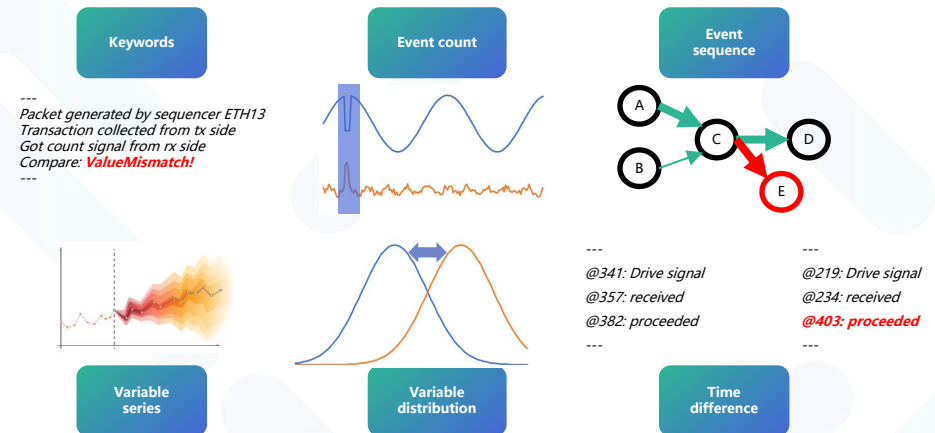 Keywords
Event count
Event
sequence
---
Packet generated by sequencer ETH13
Transaction collected from tx side
Got count signal from rx side
Compare: ValueMismatch!
---
A
B
C
D
E
---
@341: Drive signal
@357: received
@382: proceeded
---
---
@219: Drive signal
@234: received
@403: proceeded
---
Variable
series
Variable
distribution
Time
difference